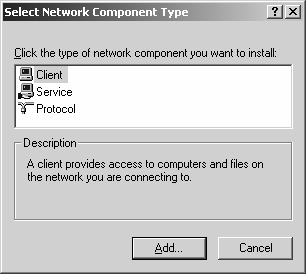 Select Network Component Type
Click the type of network component you want to install:
Client
Service
Protocol
Description
A client provides access to computers and files on
the network you are connecting to.
Add...
Cancel